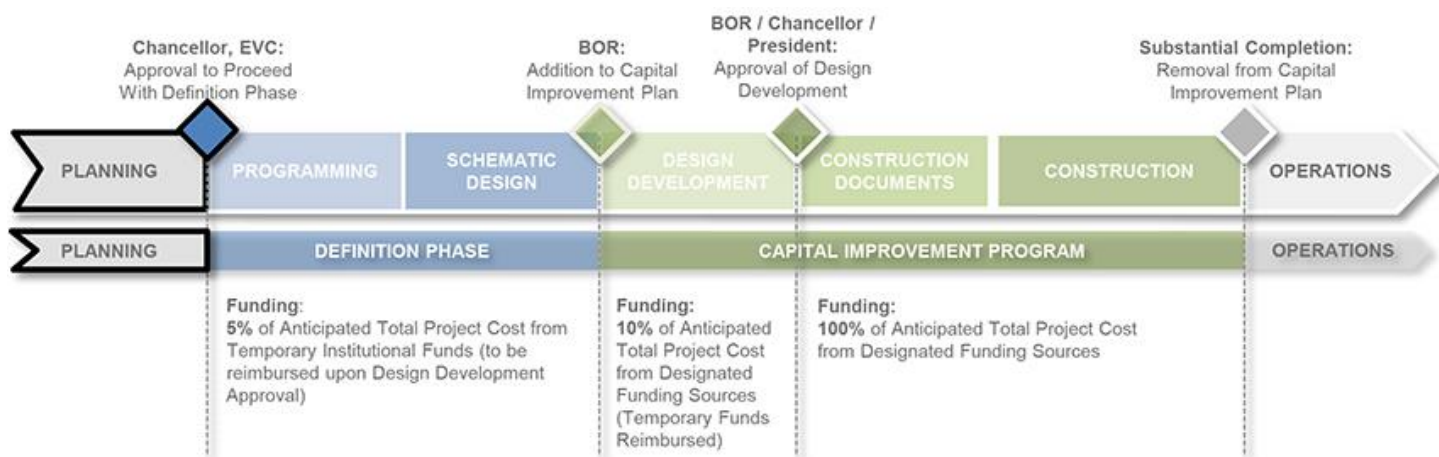 Chancellor, EVC:
Approval to Proceed
With Definition Phase
BOR:
Addition to Capital
Improvement Plan
BOR / Chancellor /
President:
Approval of Design
Development
Substantial Completion:
Removal from Capital
Improvement Plan
PLANNING
PROGRAMMING
SCHEMATIC
DESIGN
DESIGN
DEVELOPMENT
CONSTRUCTION
DOCUMENTS
CONSTRUCTION
OPERATIONS
PLANNING
DEFINITION PHASE
CAPITAL IMPROVEMENT PROGRAM
OPERATIONS
Funding:
5% of Anticipated Total Project Cost from
Temporary Institutional Funds (to be
reimbursed upon Design Development
Approval)
Funding:
10% of Anticipated
Total Project Cost
from Designated
Funding Sources
(Temporary Funds
Reimbursed)
Funding:
100% of Anticipated Total Project Cost
from Designated Funding Sources